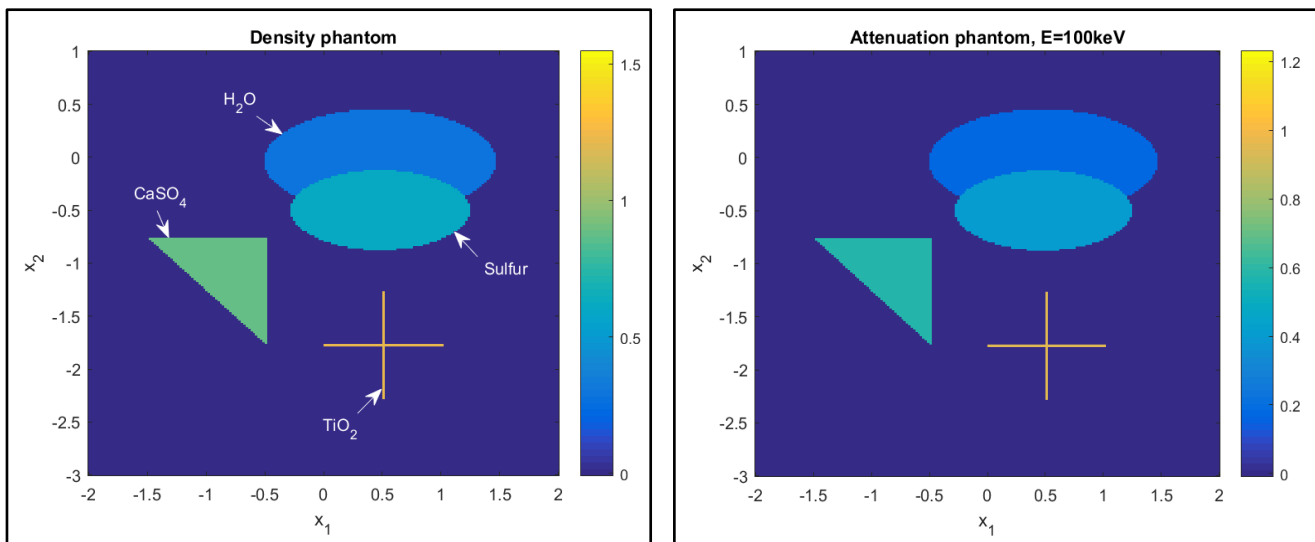 Density phantom
1
0.5
0
-0.5
-1
-1.5
-2
-2.5
-3
x₂
-2 -1.5 -1 -0.5 0 0.5 1 1.5 2
x₁
H₂O
CaSO₄
Sulfur
TiO₂
1.5
1
0.5
0
Attenuation phantom, E=100keV
1
0.5
0
-0.5
-1
-1.5
-2
-2.5
-3
x₂
-2 -1.5 -1 -0.5 0 0.5 1 1.5 2
x₁
1.2
1
0.8
0.6
0.4
0.2
0